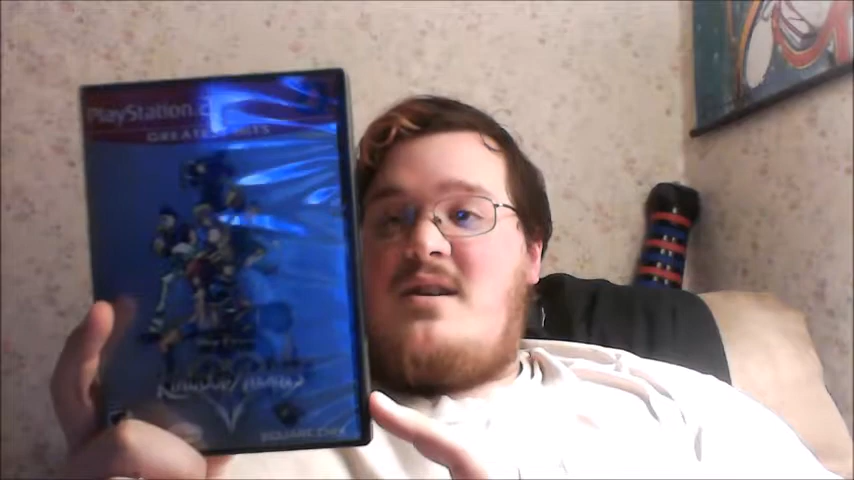 PlayStation 2
GREATEST HITS
Kingdom Hearts
SQUARE ENIX